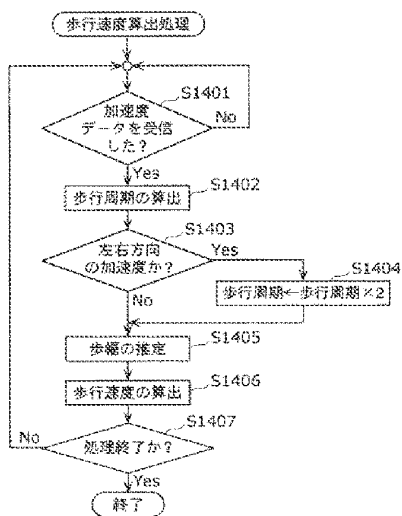 歩行速度算出処理
S1401
加速度
データを受信
した?
No
Yes
S1402
歩行周期の算出
S1403
左右方向
の加速度か?
Yes
S1404
歩行周期←歩行周期×2
No
S1405
歩幅の推定
S1406
歩行速度の算出
S1407
No
処理終了か?
Yes
終了